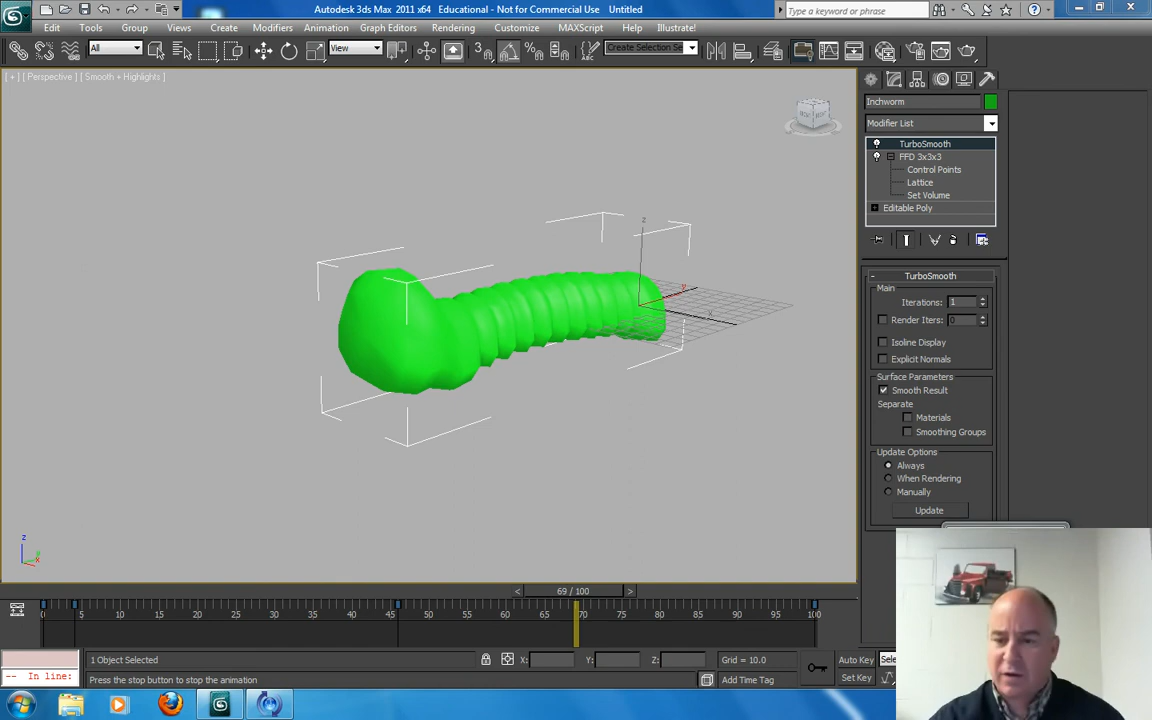 Autodesk 3ds Max 2011 x64 - Educational - Not for Commercial Use Untitled
Type a keyword or phrase
Edit Tools Group Views Create Modifiers Animation Graph Editors Rendering Customize MAXScript Help Illustrate!
All View Create Selection Se
[ + ] [ Perspective ] [ Smooth + Highlights ]
Inchworm
Modifier List
TurboSmooth
FFD 3x3x3
Control Points
Lattice
Set Volume
Editable Poly
TurboSmooth
Main
Iterations: 1
Render Iters: 0
Isoline Display
Explicit Normals
Surface Parameters
Smooth Result
Separate
Materials
Smoothing Groups
Update Options
Always
When Rendering
Manually
Update
z
y
x
z
y
x
< 69 / 100 >
0 5 10 15 20 25 30 35 40 45 50 55 60 65 70 75 80 85 90 95 100
1 Object Selected X: Y: Z: Grid = 10.0 Auto Key Sele
-- In line: Press the stop button to stop the animation Add Time Tag Set Key